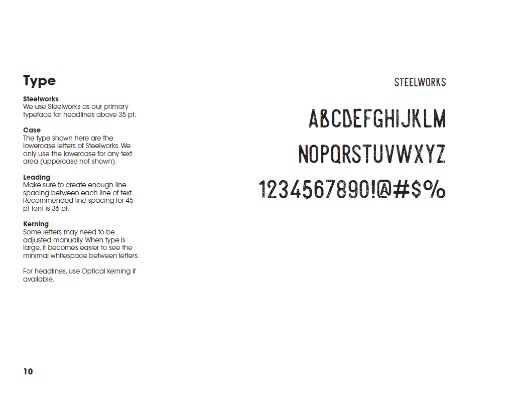 Type
Steelworks
We use Steelworks as our primary
typeface for headlines above 35 pt.
Case
The type shown here are the
lowercase letters of Steelworks. We
only use the lowercase for any text
area (uppercase not shown).
Leading
Make sure to create enough line
spacing between each line of text.
Recommended line spacing for 45
pt font is 36 pt.
Kerning
Some letters may need to be
adjusted manually. When type is
large, it becomes easier to see the
minimal whitespace between letters.
For headlines, use Optical kerning if
available.
STEELWORKS
ABCDEFGHIJKLM
NOPQRSTUVWXYZ
1234567890!@#$%
10